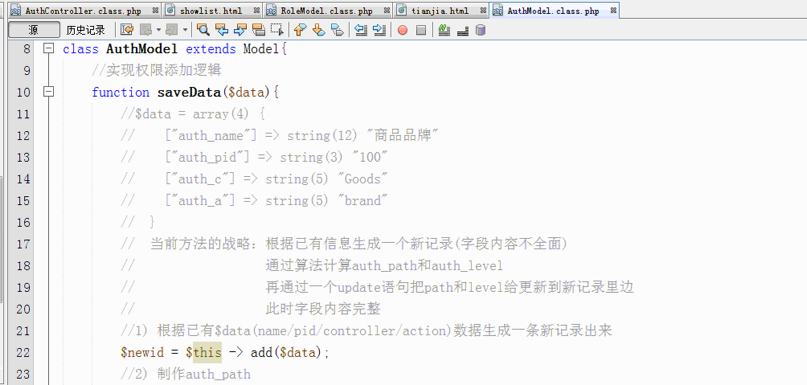 AuthController.class.php showlist.html RoleModel.class.php tianjia.html AuthModel.class.php
源 历史记录
8 class AuthModel extends Model{
9 //实现权限添加逻辑
10 function saveData($data){
11 //$data = array(4) {
12 // ["auth_name"] => string(12) "商品品牌"
13 // ["auth_pid"] => string(3) "100"
14 // ["auth_c"] => string(5) "Goods"
15 // ["auth_a"] => string(5) "brand"
16 // }
17 // 当前方法的战略: 根据已有信息生成一个新记录(字段内容不全面)
18 // 通过算法计算auth_path和auth_level
19 // 再通过一个update语句把path和level给更新到新记录里边
20 // 此时字段内容完整
21 //1) 根据已有$data(name/pid/controller/action)数据生成一条新记录出来
22 $newid = $this -> add($data);
23 //2) 制作auth_path